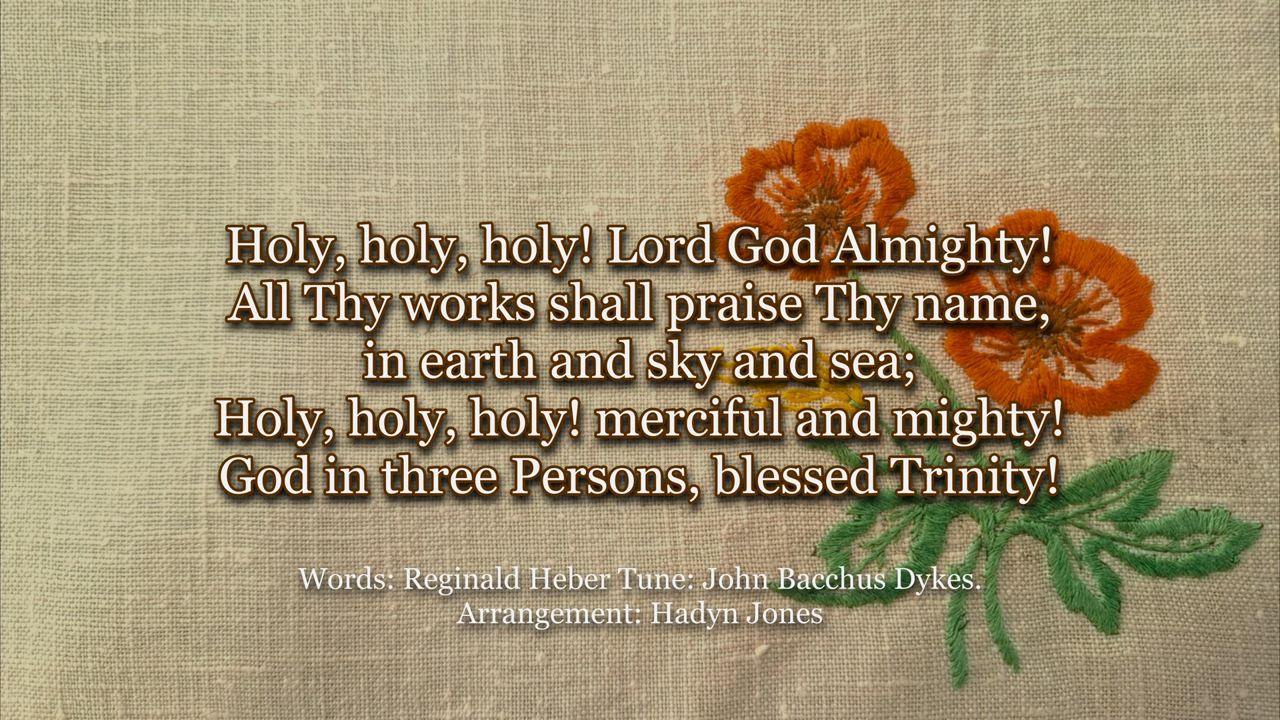 Holy, holy, holy! Lord God Almighty!
All Thy works shall praise Thy name,
in earth and sky and sea;
Holy, holy, holy! merciful and mighty!
God in three Persons, blessed Trinity!
Words: Reginald Heber Tune: John Bacchus Dykes.
Arrangement: Hadyn Jones